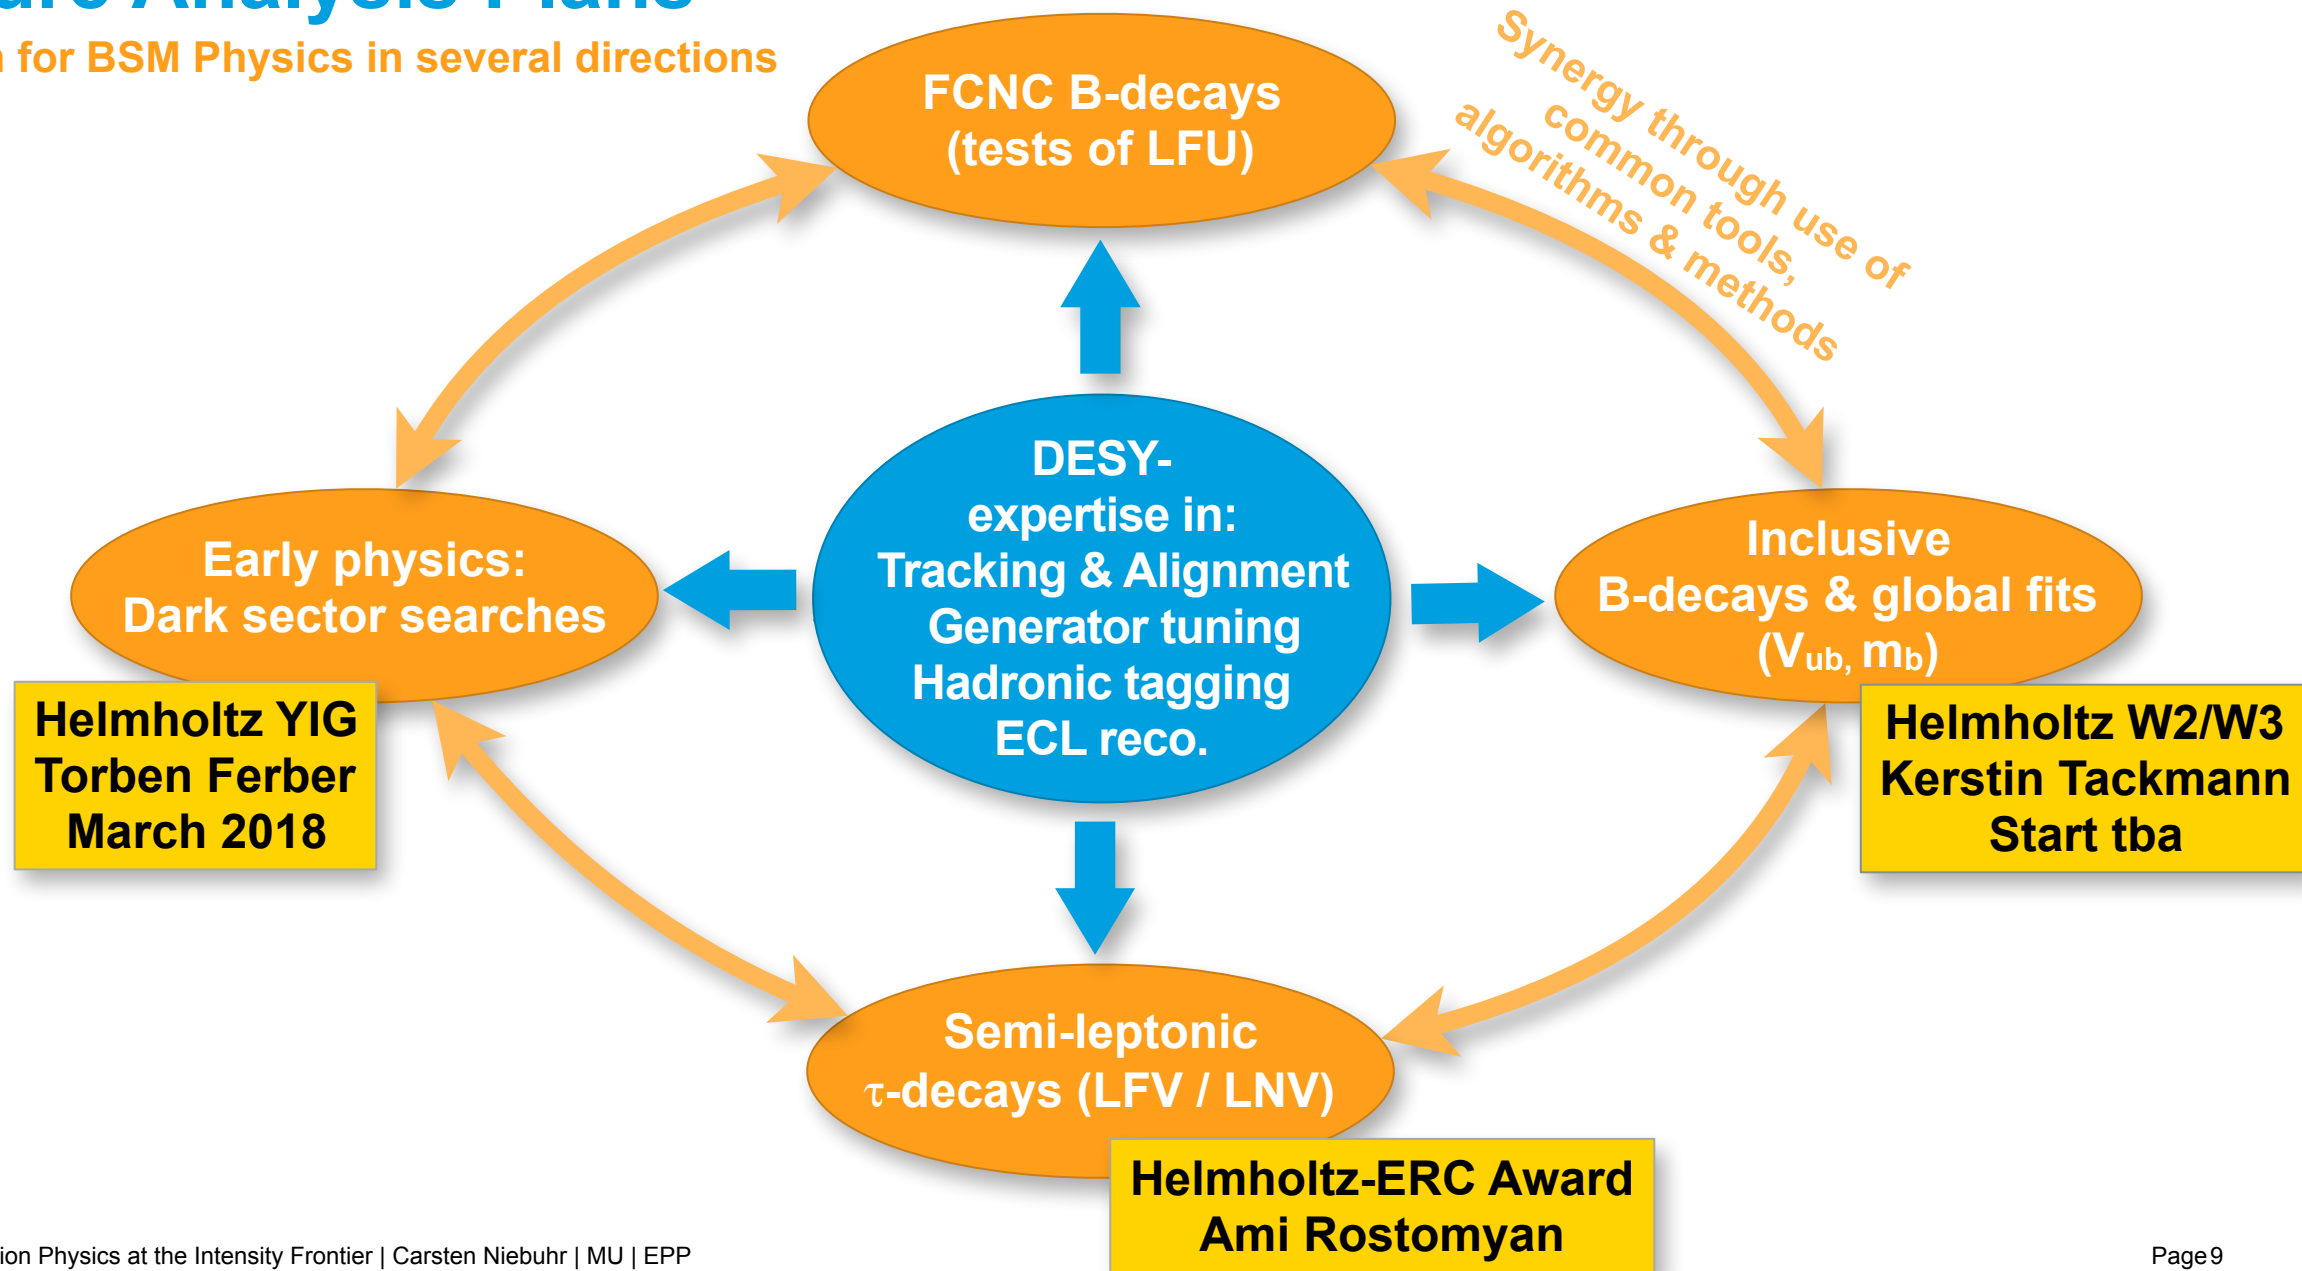 Analysis Plans
for BSM Physics in several directions
FCNC B-decays
(tests of LFU)
Synergy through use of
common tools,
algorithms & methods
DESY-
expertise in:
Tracking & Alignment
Generator tuning
Hadronic tagging
ECL reco.
Early physics:
Dark sector searches
Inclusive
B-decays & global fits
(Vub, mb)
Helmholtz YIG
Torben Ferber
March 2018
Helmholtz W2/W3
Kerstin Tackmann
Start tba
Semi-leptonic
τ-decays (LFV / LNV)
Helmholtz-ERC Award
Ami Rostomyan
Physics at the Intensity Frontier | Carsten Niebuhr | MU | EPP
Page 9